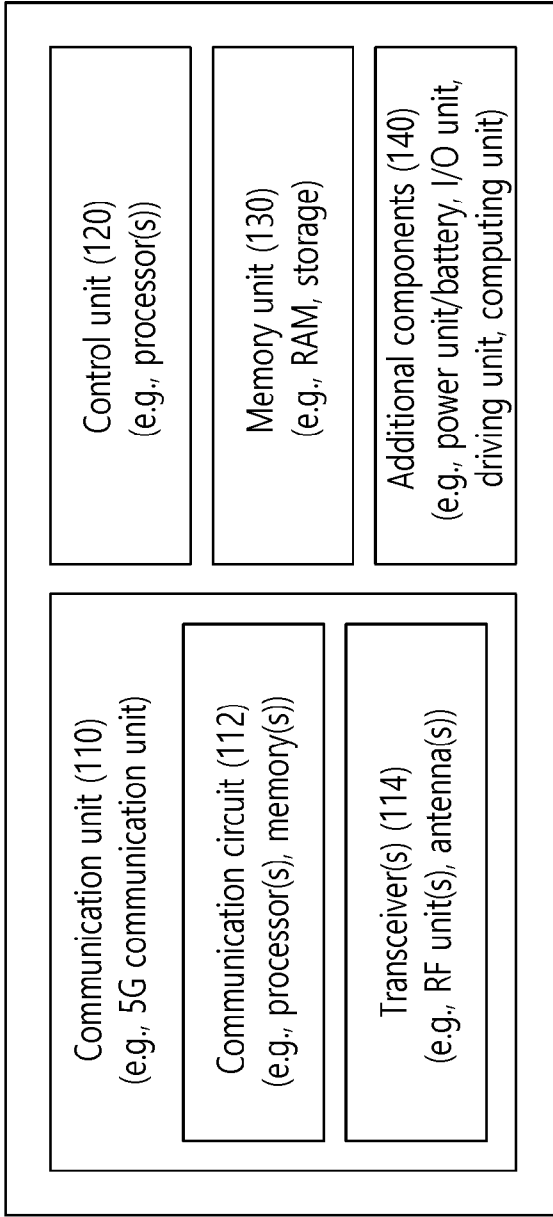 Communication unit (110)
(e.g., 5G communication unit)
Communication circuit (112)
(e.g., processor(s), memory(s))
Transceiver(s) (114)
(e.g., RF unit(s), antenna(s))
Control unit (120)
(e.g., processor(s))
Memory unit (130)
(e.g., RAM, storage)
Additional components (140)
(e.g., power unit/battery, I/O unit,
driving unit, computing unit)